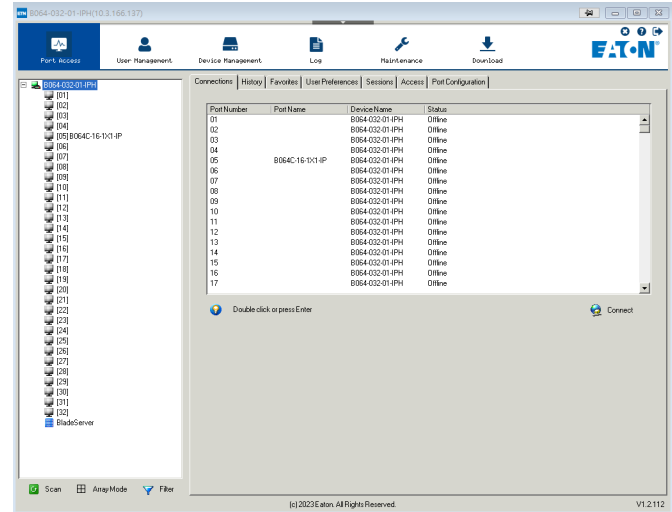 B064-032-01-IPH(10.3.166.137)
Port Access User Management Device Management Log Maintenance Download
EATON
B064-032-01-IPH
[01]
[02]
[03]
[04]
[05] B064C-16-1X1-IP
[06]
[07]
[08]
[09]
[10]
[11]
[12]
[13]
[14]
[15]
[16]
[17]
[18]
[19]
[20]
[21]
[22]
[23]
[24]
[25]
[26]
[27]
[28]
[29]
[30]
[31]
[32]
BladeServer
Scan Array Mode Filter
Connections History Favorites User Preferences Sessions Access Port Configuration
Port Number Port Name Device Name Status
01 B064-032-01-IPH Offline
02 B064-032-01-IPH Offline
03 B064-032-01-IPH Offline
04 B064-032-01-IPH Offline
05 B064C-16-1X1-IP B064-032-01-IPH Offline
06 B064-032-01-IPH Offline
07 B064-032-01-IPH Offline
08 B064-032-01-IPH Offline
09 B064-032-01-IPH Offline
10 B064-032-01-IPH Offline
11 B064-032-01-IPH Offline
12 B064-032-01-IPH Offline
13 B064-032-01-IPH Offline
14 B064-032-01-IPH Offline
15 B064-032-01-IPH Offline
16 B064-032-01-IPH Offline
17 B064-032-01-IPH Offline
Double click or press Enter
Connect
(c) 2023 Eaton. All Rights Reserved.
V1.2.112